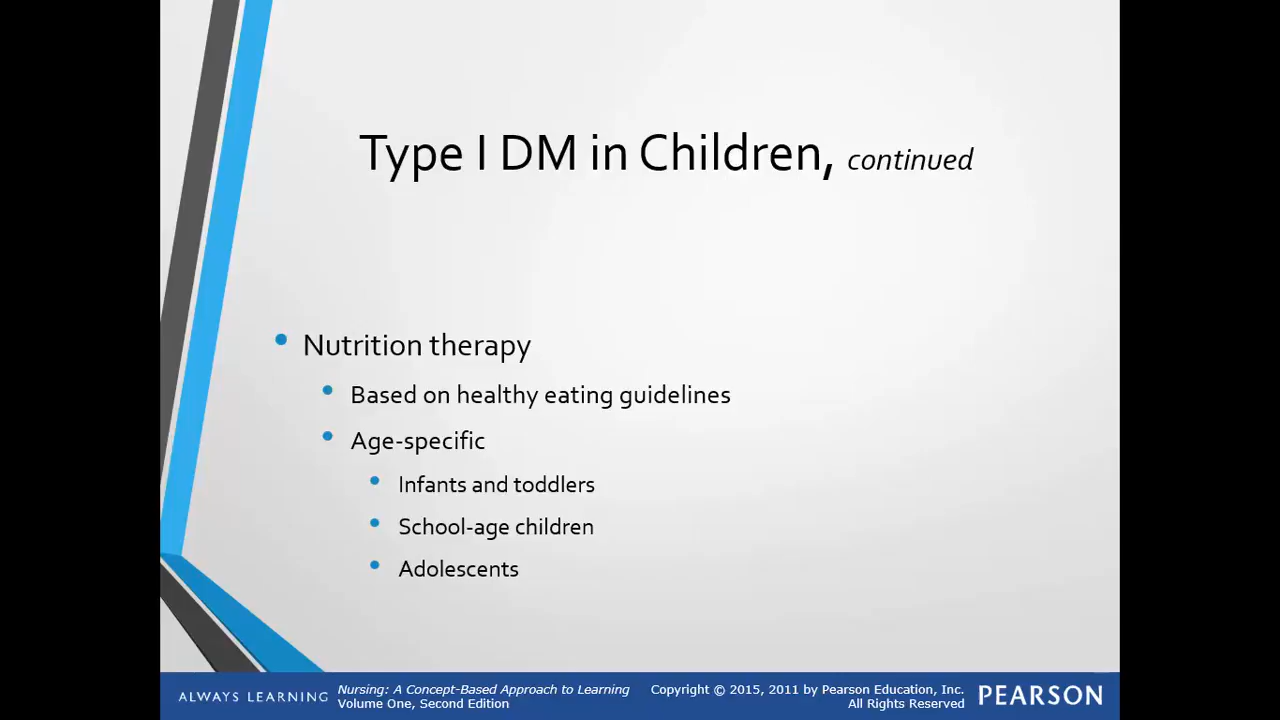 Type I DM in Children, continued
Nutrition therapy
Based on healthy eating guidelines
Age-specific
Infants and toddlers
School-age children
Adolescents
ALWAYS LEARNING
Nursing: A Concept-Based Approach to Learning
Volume One, Second Edition
Copyright © 2015, 2011 by Pearson Education, Inc.
All Rights Reserved
PEARSON